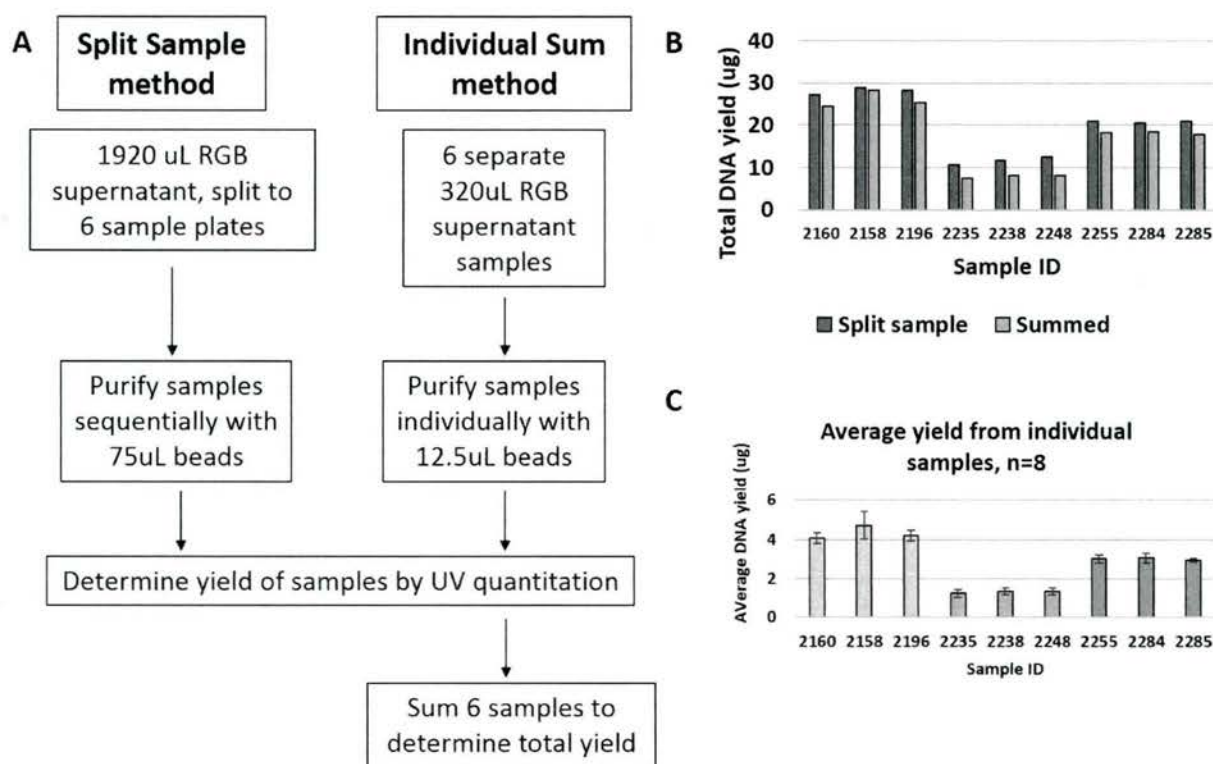 A
Split Sample
method
Individual Sum
method
1920 uL RGB
supernatant, split to
6 sample plates
6 separate
320uL RGB
supernatant
samples
Purify samples
sequentially with
75uL beads
Purify samples
individually with
12.5uL beads
Determine yield of samples by UV quantitation
Sum 6 samples to
determine total yield
B
Total DNA yield (ug)
40
30
20
10
0
2160 2158 2196 2235 2238 2248 2255 2284 2285
Sample ID
Split sample Summed
C
Average yield from individual
samples, n=8
AVerage DNA yield (ug)
6
4
2
0
2160 2158 2196 2235 2238 2248 2255 2284 2285
Sample ID